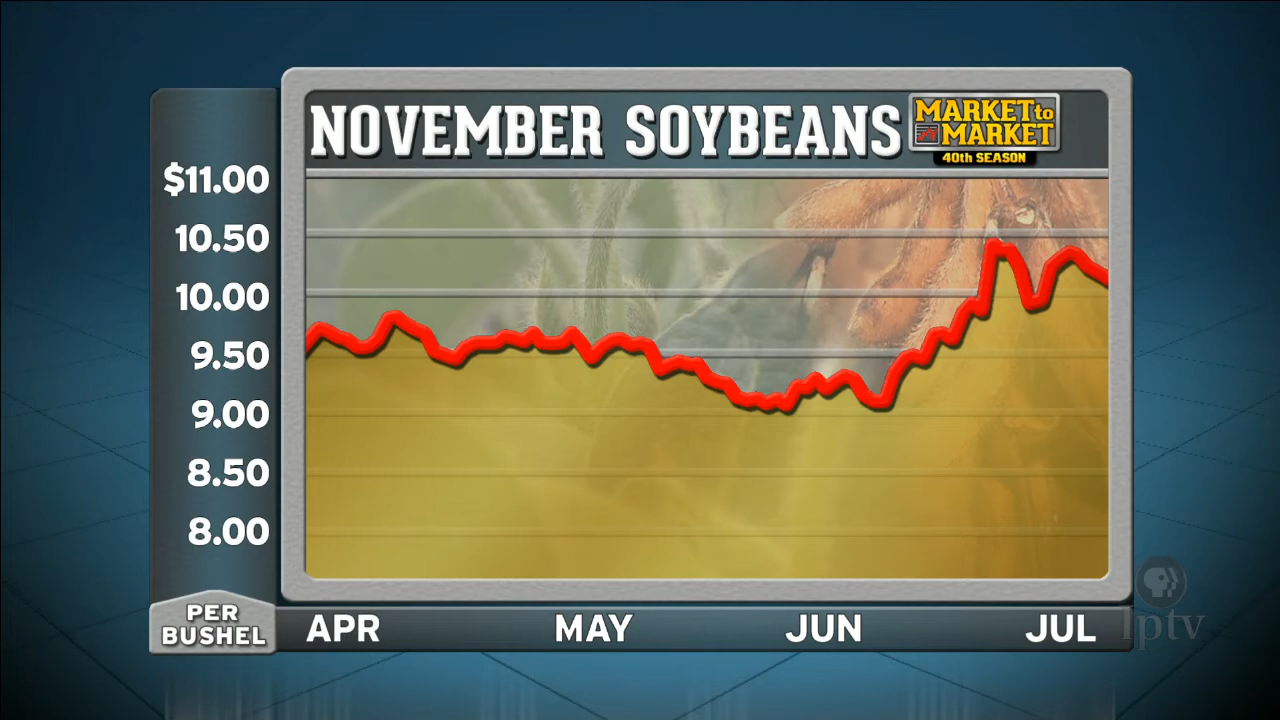 NOVEMBER SOYBEANS
MARKET to
MARKET
40th SEASON
$11.00
10.50
10.00
9.50
9.00
8.50
8.00
PER
BUSHEL
APR MAY JUN JUL
iptv